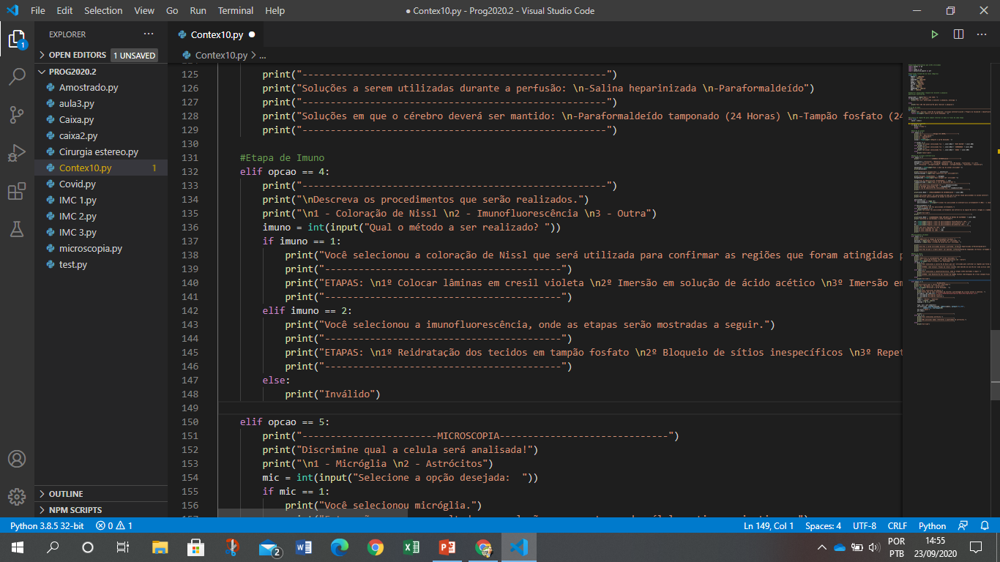 File Edit Selection View Go Run Terminal Help
● Contex10.py - Prog2020.2 - Visual Studio Code
EXPLORER
OPEN EDITORS 1 UNSAVED
PROG2020.2
Amostrado.py
aula3.py
Caixa.py
caixa2.py
Cirurgia estereo.py
Contex10.py 1
Covid.py
IMC 1.py
IMC 2.py
IMC 3.py
microscopia.py
test.py
OUTLINE
NPM SCRIPTS
Contex10.py ●
Contex10.py > ...
125 print("------------------------------------------------------")
126 print("Soluções a serem utilizadas durante a perfusão: \n-Salina heparinizada \n-Paraformaldeído")
127 print("------------------------------------------------------")
128 print("Soluções em que o cérebro deverá ser mantido: \n-Paraformaldeído tamponado (24 Horas) \n-Tampão fosfato (24
129 print("------------------------------------------------------")
130
131 #Etapa de Imuno
132 elif opcao == 4:
133 print("------------------------------------------------------")
134 print("\nDescreva os procedimentos que serão realizados.")
135 print("\n1 - Coloração de Nissl \n2 - Imunofluorescência \n3 - Outra")
136 imuno = int(input("Qual o método a ser realizado? "))
137 if imuno == 1:
138 print("Você selecionou a coloração de Nissl que será utilizada para confirmar as regiões que foram atingidas p
139 print("------------------------------------------")
140 print("ETAPAS: \n1º Colocar lâminas em cresil violeta \n2º Imersão em solução de ácido acético \n3º Imersão em
141 print("------------------------------------------")
142 elif imuno == 2:
143 print("Você selecionou a imunofluorescência, onde as etapas serão mostradas a seguir.")
144 print("------------------------------------------")
145 print("ETAPAS: \n1º Reidratação dos tecidos em tampão fosfato \n2º Bloqueio de sítios inespecíficos \n3º Repet
146 print("------------------------------------------")
147 else:
148 print("Inválido")
149
150 elif opcao == 5:
151 print("------------------------MICROSCOPIA------------------------------")
152 print("Discrimine qual a celula será analisada!")
153 print("\n1 - Micróglia \n2 - Astrócitos")
154 mic = int(input("Selecione a opção desejada:  "))
155 if mic == 1:
156 print("Você selecionou micróglia.")
Python 3.8.5 32-bit 0 1
Ln 149, Col 1 Spaces: 4 UTF-8 CRLF Python
2
POR
PTB
14:55
23/09/2020